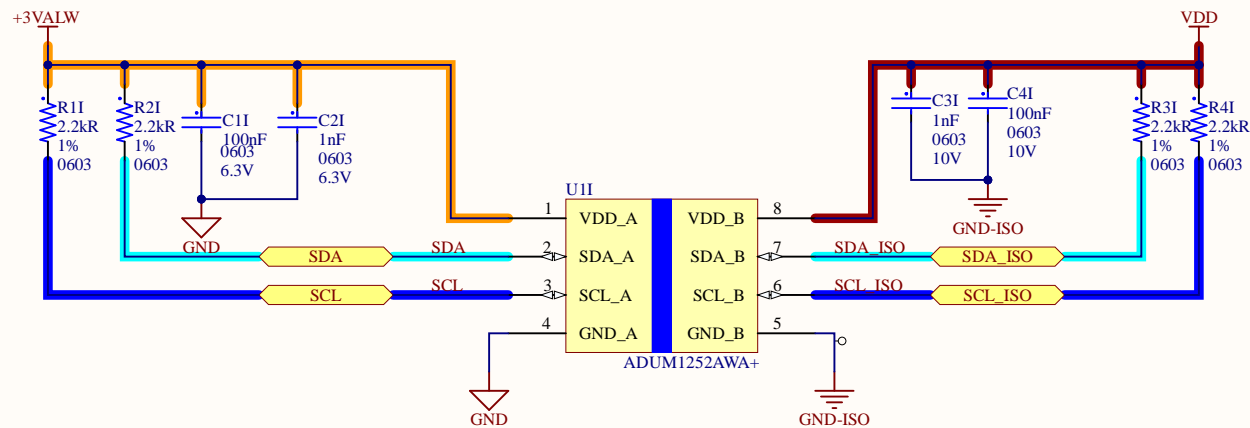 +3VALW
VDD
R1I
2.2kR
1%
0603
R2I
2.2kR
1%
0603
C1I
100nF
0603
6.3V
C2I
1nF
0603
6.3V
C3I
1nF
0603
10V
C4I
100nF
0603
10V
R3I
2.2kR
1%
0603
R4I
2.2kR
1%
0603
GND
GND-ISO
U1I
1
VDD_A
VDD_B
8
SDA
SDA
2
SDA_A
SDA_B
7
SDA_ISO
SDA_ISO
SCL
SCL
3
SCL_A
SCL_B
6
SCL_ISO
SCL_ISO
4
GND_A
GND_B
5
ADUM1252AWA+
GND
GND-ISO